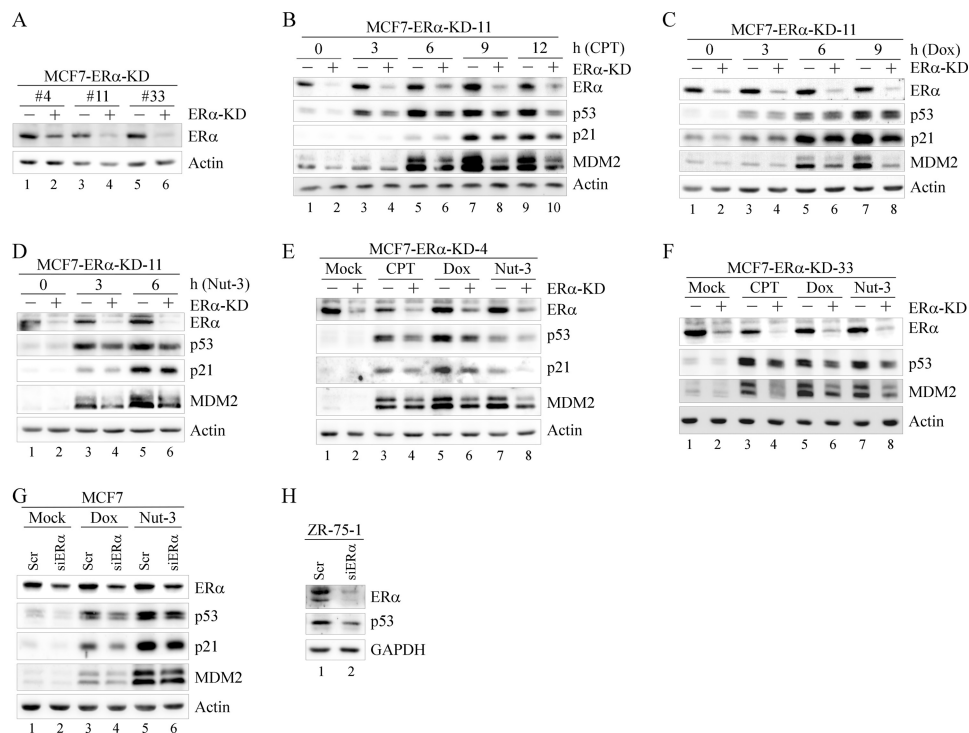 A
MCF7-ERα-KD
#4 #11 #33
– + – + – + ERα-KD
ERα
Actin
1 2 3 4 5 6
B
MCF7-ERα-KD-11
0 3 6 9 12 h (CPT)
– + – + – + – + – + ERα-KD
ERα
p53
p21
MDM2
Actin
1 2 3 4 5 6 7 8 9 10
C
MCF7-ERα-KD-11
0 3 6 9 h (Dox)
– + – + – + – + ERα-KD
ERα
p53
p21
MDM2
Actin
1 2 3 4 5 6 7 8
D
MCF7-ERα-KD-11
0 3 6 h (Nut-3)
– + – + – + ERα-KD
ERα
p53
p21
MDM2
Actin
1 2 3 4 5 6
E
MCF7-ERα-KD-4
Mock CPT Dox Nut-3
– + – + – + – + ERα-KD
ERα
p53
p21
MDM2
Actin
1 2 3 4 5 6 7 8
F
MCF7-ERα-KD-33
Mock CPT Dox Nut-3
– + – + – + – + ERα-KD
ERα
p53
MDM2
Actin
1 2 3 4 5 6 7 8
G
MCF7
Mock Dox Nut-3
Scr siERα Scr siERα Scr siERα
ERα
p53
p21
MDM2
Actin
1 2 3 4 5 6
H
ZR-75-1
Scr siERα
ERα
p53
GAPDH
1 2